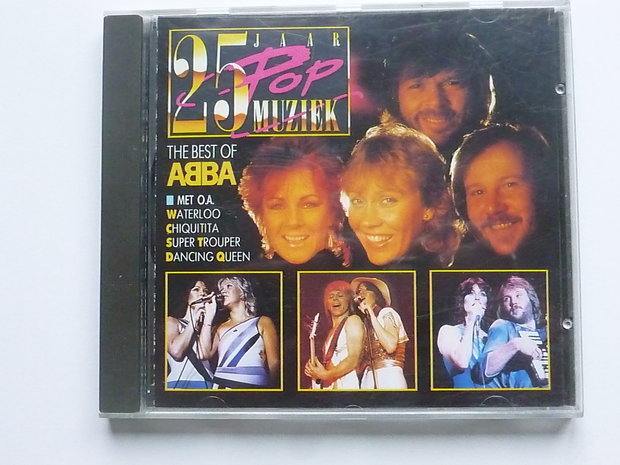 25 JAAR
POP
MUZIEK
THE BEST OF
ABBA
MET O.A.
WATERLOO
CHIQUITITA
SUPER TROUPER
DANCING QUEEN